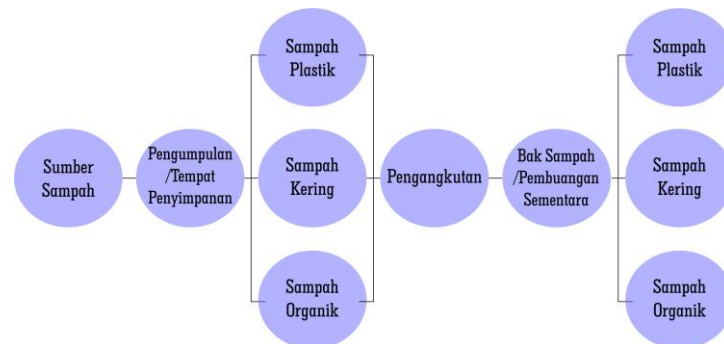 Sumber
Sampah
Pengumpulan
/Tempat
Penyimpanan
Sampah
Plastik
Sampah
Kering
Sampah
Organik
Pengangkutan
Bak Sampah
/Pembuangan
Sementara
Sampah
Plastik
Sampah
Kering
Sampah
Organik